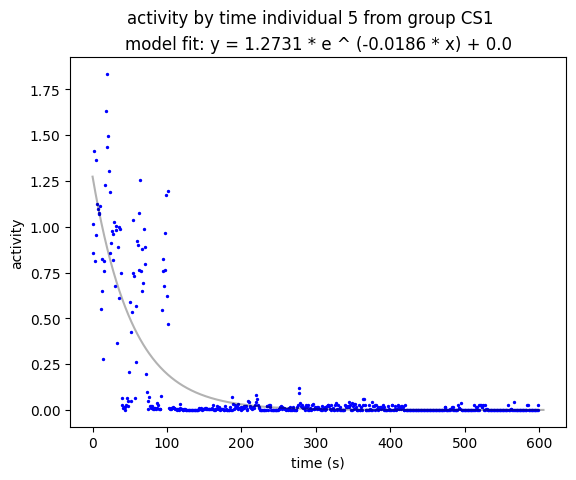 activity by time individual 5 from group CS1
model fit: y = 1.2731 * e ^ (-0.0186 * x) + 0.0
1.75
1.50
1.25
1.00
0.75
0.50
0.25
0.00
activity
0 100 200 300 400 500 600
time (s)